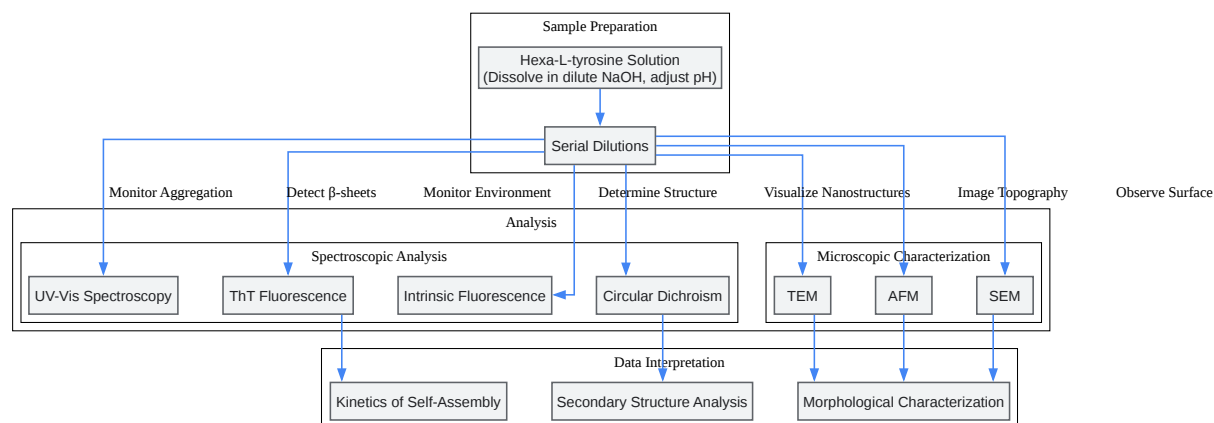 Sample Preparation
Hexa-L-tyrosine Solution
(Dissolve in dilute NaOH, adjust pH)
Serial Dilutions
Monitor Aggregation
Detect β-sheets
Monitor Environment
Determine Structure
Visualize Nanostructures
Image Topography
Observe Surface
Analysis
Spectroscopic Analysis
Microscopic Characterization
UV-Vis Spectroscopy
ThT Fluorescence
Intrinsic Fluorescence
Circular Dichroism
TEM
AFM
SEM
Data Interpretation
Kinetics of Self-Assembly
Secondary Structure Analysis
Morphological Characterization